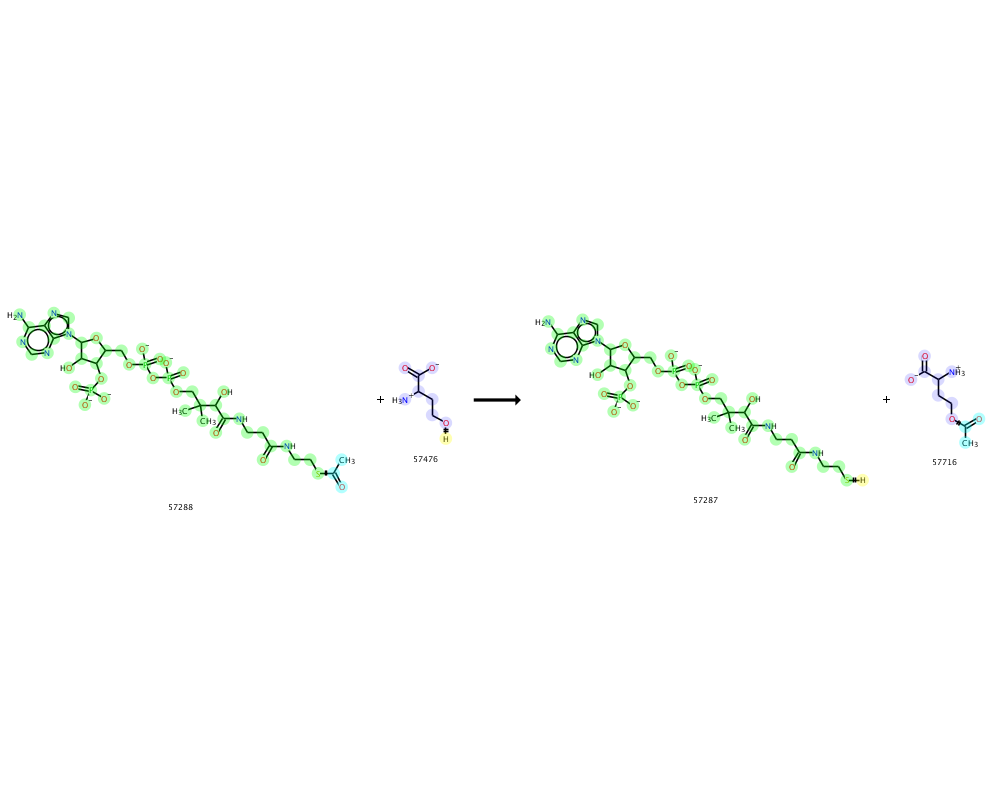 H₂N N N N N O HO O O P O⁻ O⁻ O P O O⁻ O P O O⁻ O H₃C CH₃ OH O NH O NH S CH₃ O
57288
+
O O⁻ H₃N⁺ O H
57476
H₂N N N N N O HO O O P O⁻ O⁻ O P O O⁻ O P O O⁻ O H₃C CH₃ OH O NH O NH S H
57287
+
O O⁻ NH₃⁺ O O CH₃
57716